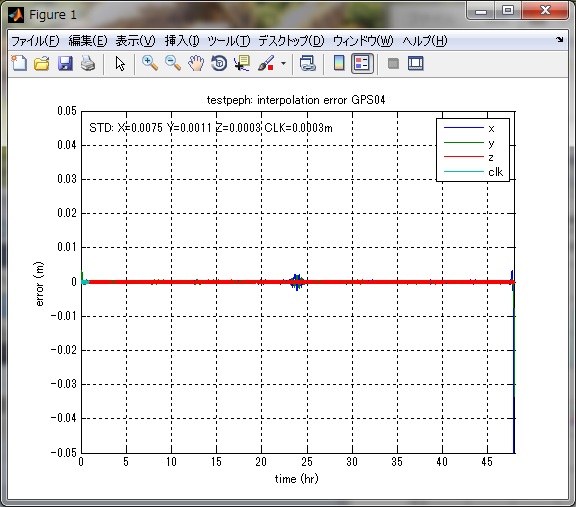 Figure 1
ファイル(F) 編集(E) 表示(V) 挿入(I) ツール(T) デスクトップ(D) ウィンドウ(W) ヘルプ(H)
testpeph: interpolation error GPS04
STD: X=0.0075 Y=0.0011 Z=0.0003 CLK=0.0003m
x
y
z
clk
0.05
0.04
0.03
0.02
0.01
0
-0.01
-0.02
-0.03
-0.04
-0.05
error (m)
0 5 10 15 20 25 30 35 40 45
time (hr)